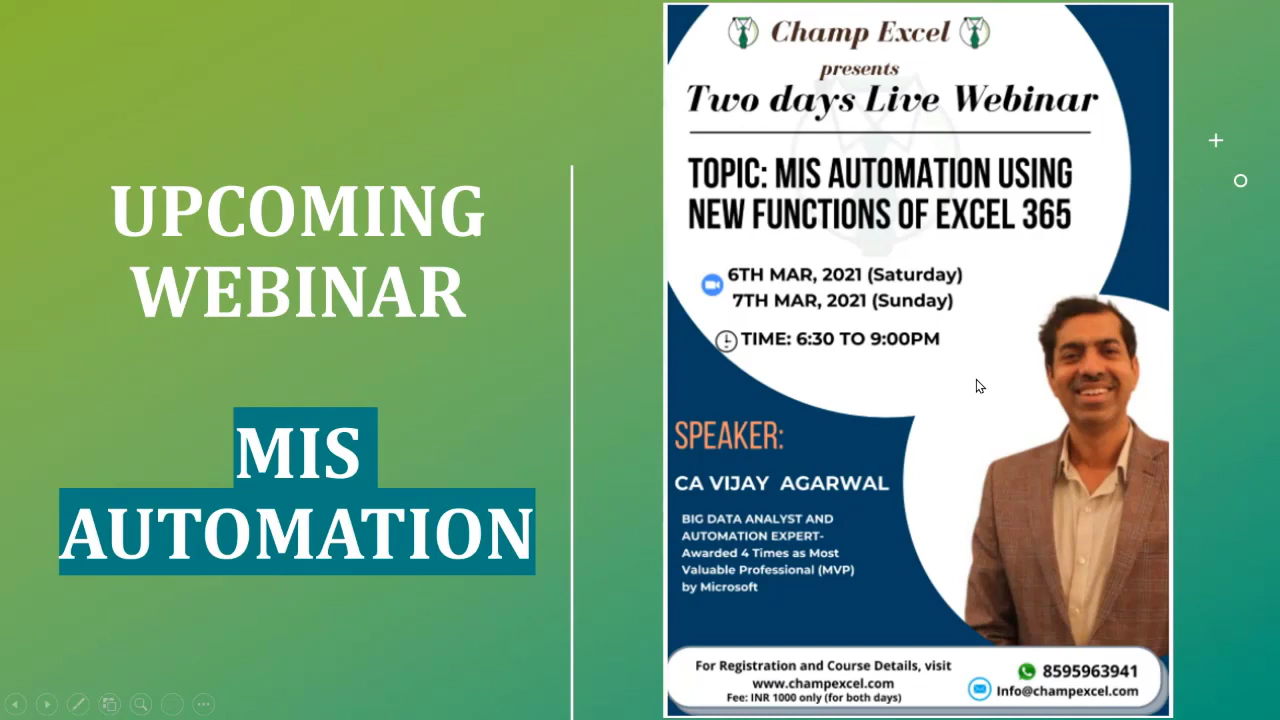 UPCOMING
WEBINAR
MIS
AUTOMATION
Champ Excel
presents
Two days Live Webinar
TOPIC: MIS AUTOMATION USING
NEW FUNCTIONS OF EXCEL 365
6TH MAR, 2021 (Saturday)
7TH MAR, 2021 (Sunday)
TIME: 6:30 TO 9:00PM
SPEAKER:
CA VIJAY AGARWAL
BIG DATA ANALYST AND
AUTOMATION EXPERT-
Awarded 4 Times as Most
Valuable Professional (MVP)
by Microsoft
For Registration and Course Details, visit
www.champexcel.com
Fee: INR 1000 only (for both days)
8595963941
Info@champexcel.com